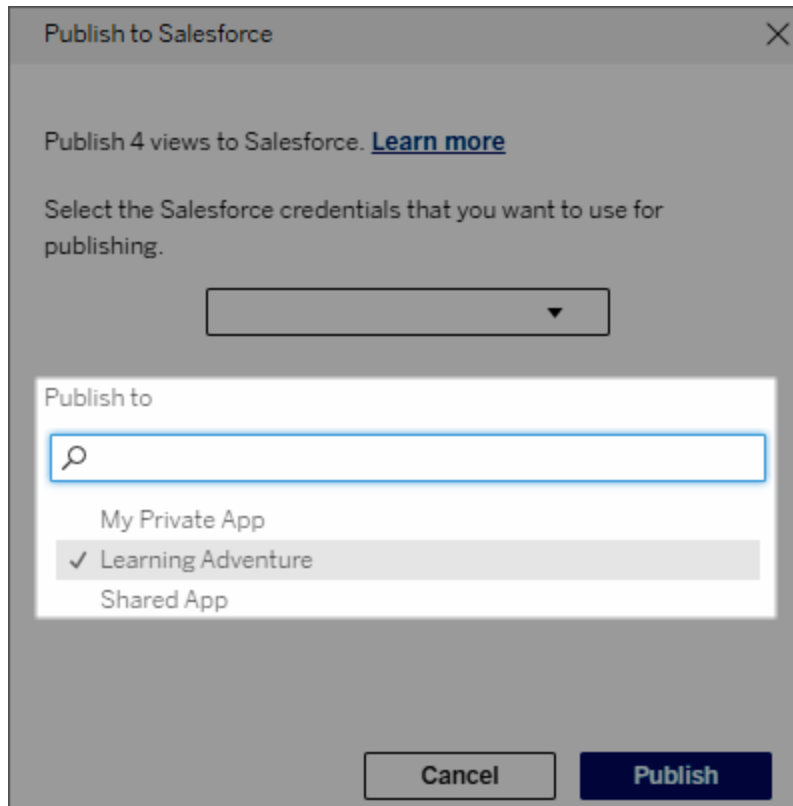 Publish to Salesforce
Publish 4 views to Salesforce. Learn more
Select the Salesforce credentials that you want to use for
publishing.
Publish to
My Private App
Learning Adventure
Shared App
Cancel Publish